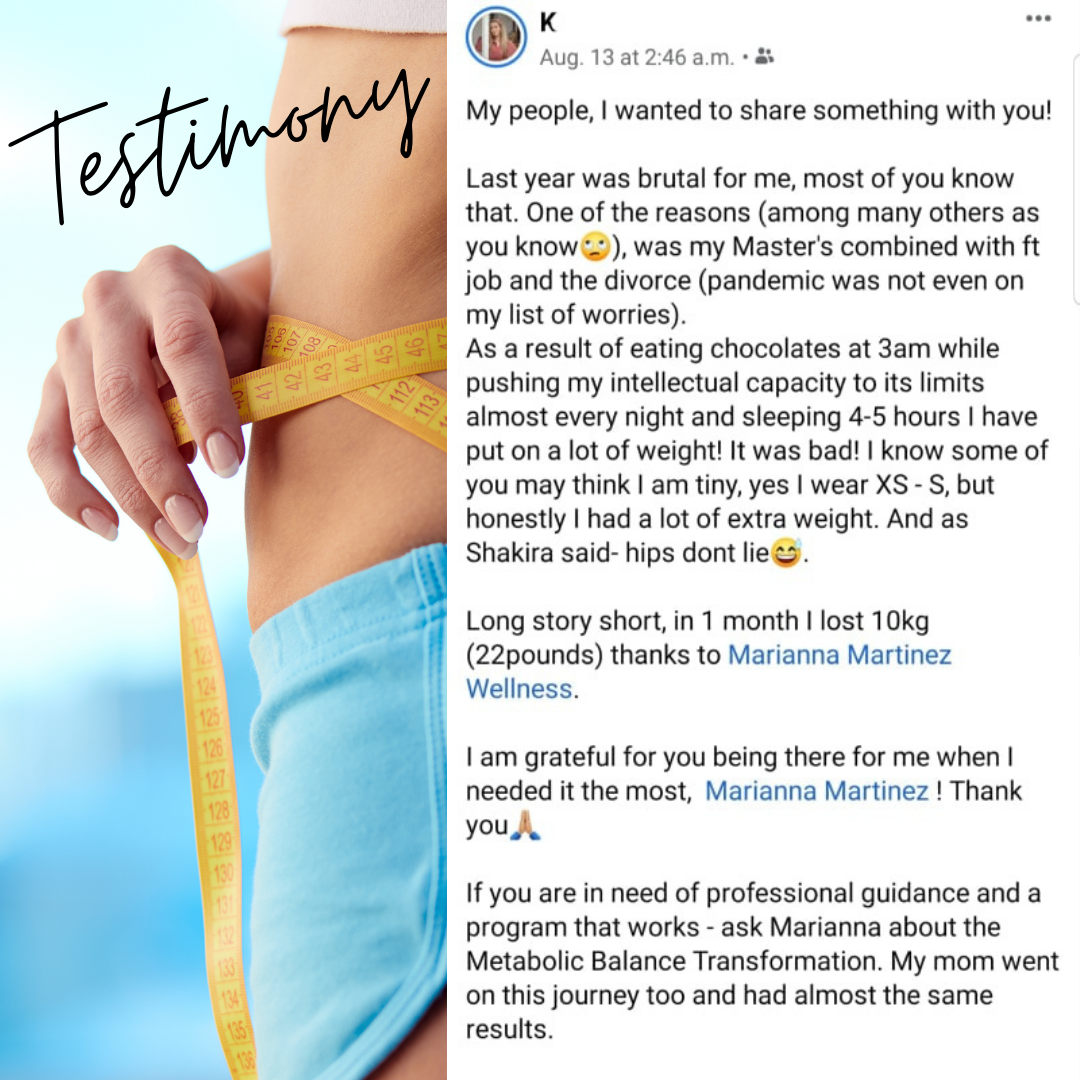 Testimony
K
Aug. 13 at 2:46 a.m. •
My people, I wanted to share something with you!
Last year was brutal for me, most of you know
that. One of the reasons (among many others as
you know🙄), was my Master's combined with ft
job and the divorce (pandemic was not even on
my list of worries).
As a result of eating chocolates at 3am while
pushing my intellectual capacity to its limits
almost every night and sleeping 4-5 hours I have
put on a lot of weight! It was bad! I know some of
you may think I am tiny, yes I wear XS - S, but
honestly I had a lot of extra weight. And as
Shakira said- hips dont lie😅.
Long story short, in 1 month I lost 10kg
(22pounds) thanks to Marianna Martinez
Wellness.
I am grateful for you being there for me when I
needed it the most, Marianna Martinez ! Thank
you🙏🏼
If you are in need of professional guidance and a
program that works - ask Marianna about the
Metabolic Balance Transformation. My mom went
on this journey too and had almost the same
results.
106
107
108
41
42
43
44
45
46
47
112
113
121
122
123
124
125
126
127
128
129
130
131
132
133
134
135
136